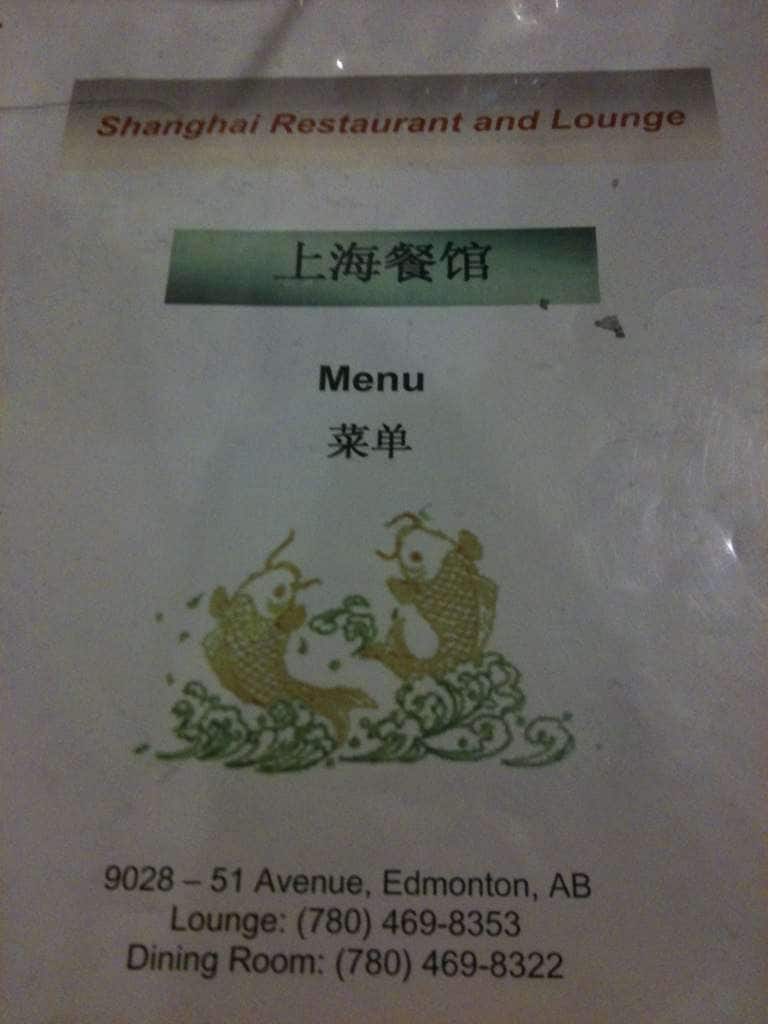 Shanghai Restaurant and Lounge
上海餐馆
Menu
菜单
9028 – 51 Avenue, Edmonton, AB
Lounge: (780) 469-8353
Dining Room: (780) 469-8322